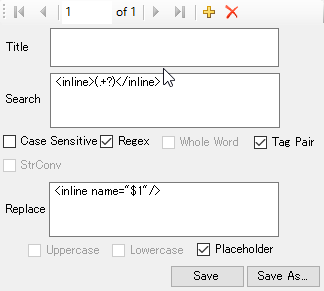 1 of 1
Title
Search <inline>(.+?)</inline>
Case Sensitive Regex Whole Word Tag Pair
StrConv
Replace <inline name="$1"/>
Uppercase Lowercase Placeholder
Save Save As...